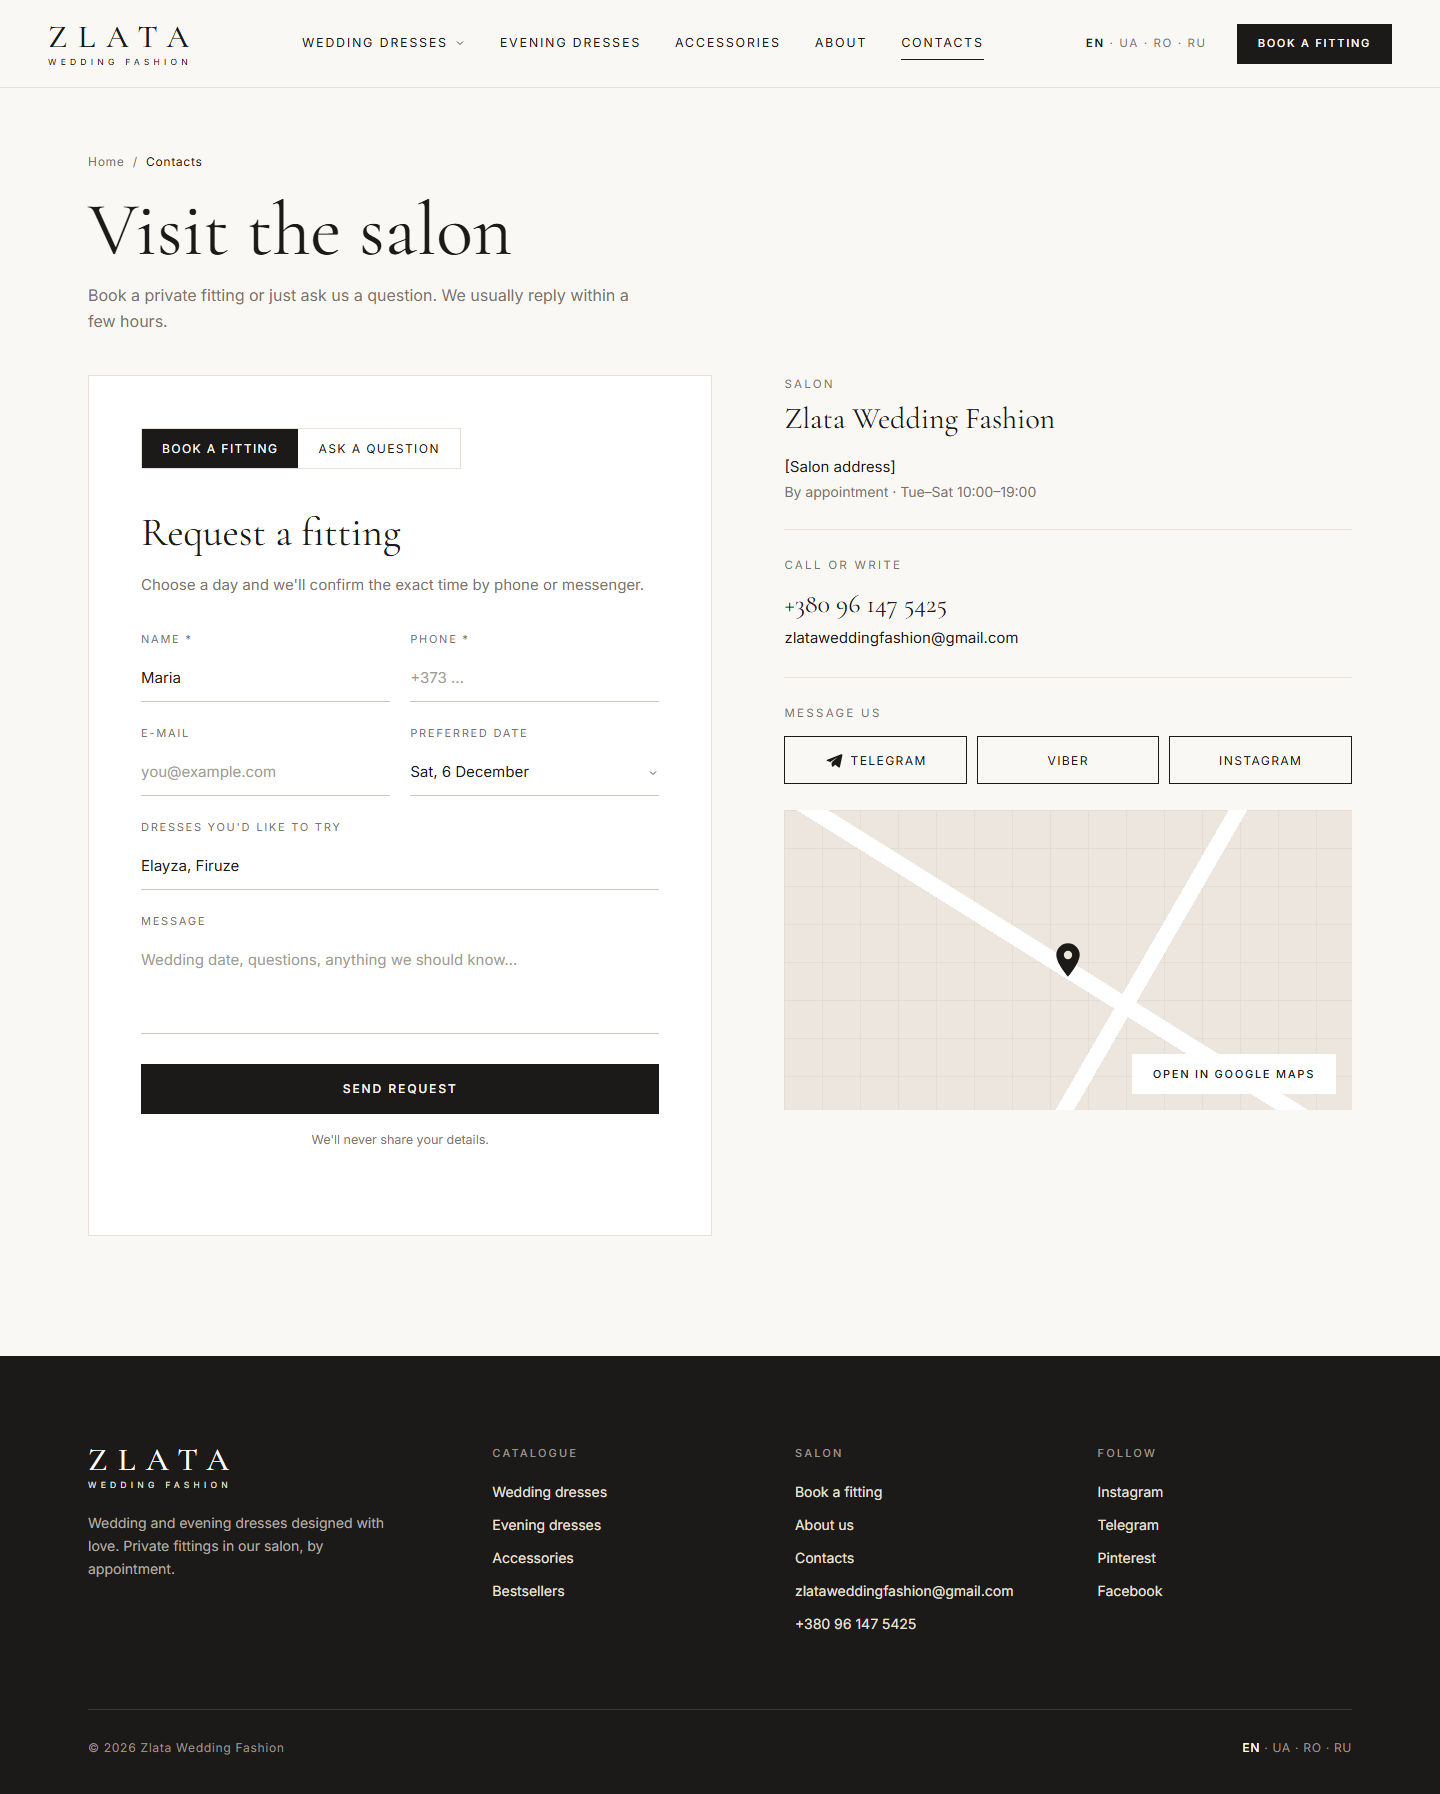 ZLATA
WEDDING FASHION
WEDDING DRESSES
EVENING DRESSES
ACCESSORIES
ABOUT
CONTACTS
EN · UA · RO · RU
BOOK A FITTING
Home / Contacts
Visit the salon
Book a private fitting or just ask us a question. We usually reply within a
few hours.
BOOK A FITTING
ASK A QUESTION
Request a fitting
Choose a day and we'll confirm the exact time by phone or messenger.
NAME *
Maria
PHONE *
+373 ...
E-MAIL
you@example.com
PREFERRED DATE
Sat, 6 December
DRESSES YOU'D LIKE TO TRY
Elayza, Firuze
MESSAGE
Wedding date, questions, anything we should know...
SEND REQUEST
We'll never share your details.
SALON
Zlata Wedding Fashion
[Salon address]
By appointment · Tue–Sat 10:00–19:00
CALL OR WRITE
+380 96 147 5425
zlataweddingfashion@gmail.com
MESSAGE US
TELEGRAM
VIBER
INSTAGRAM
OPEN IN GOOGLE MAPS
ZLATA
WEDDING FASHION
Wedding and evening dresses designed with
love. Private fittings in our salon, by
appointment.
CATALOGUE
Wedding dresses
Evening dresses
Accessories
Bestsellers
SALON
Book a fitting
About us
Contacts
zlataweddingfashion@gmail.com
+380 96 147 5425
FOLLOW
Instagram
Telegram
Pinterest
Facebook
© 2026 Zlata Wedding Fashion
EN · UA · RO · RU